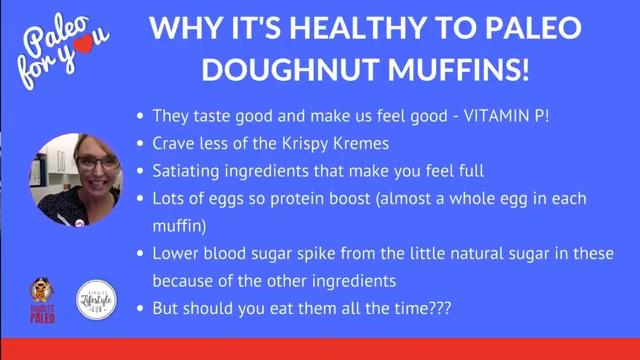 Paleo
for you
WHY IT'S HEALTHY TO PALEO
DOUGHNUT MUFFINS!
• They taste good and make us feel good - VITAMIN P!
• Crave less of the Krispy Kremes
• Satiating ingredients that make you feel full
• Lots of eggs so protein boost (almost a whole egg in each
muffin)
• Lower blood sugar spike from the little natural sugar in these
because of the other ingredients
• But should you eat them all the time???
PALEO
Lifestyle